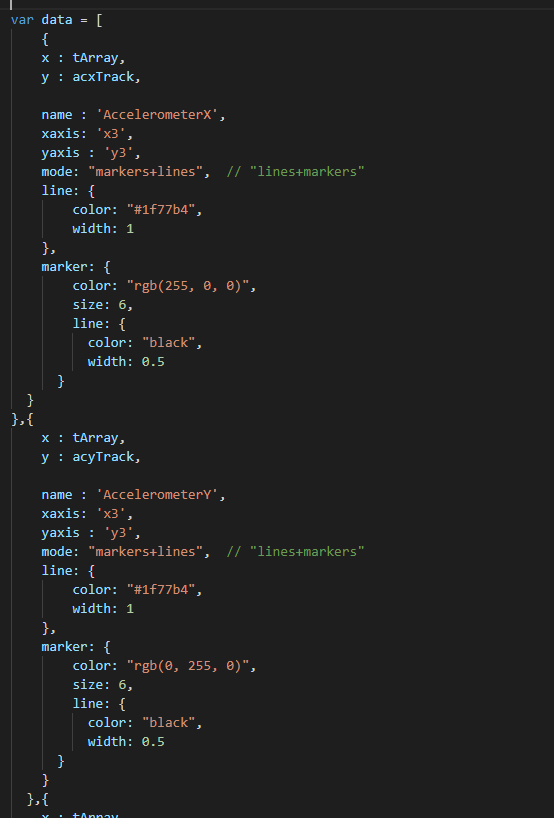 var data = [
{
x : tArray,
y : acxTrack,
name : 'AccelerometerX',
xaxis: 'x3',
yaxis : 'y3',
mode: "markers+lines",  // "lines+markers"
line: {
color: "#1f77b4",
width: 1
},
marker: {
color: "rgb(255, 0, 0)",
size: 6,
line: {
color: "black",
width: 0.5
}
}
},{
x : tArray,
y : acyTrack,
name : 'AccelerometerY',
xaxis: 'x3',
yaxis : 'y3',
mode: "markers+lines",  // "lines+markers"
line: {
color: "#1f77b4",
width: 1
},
marker: {
color: "rgb(0, 255, 0)",
size: 6,
line: {
color: "black",
width: 0.5
}
}
},{
x : tArray